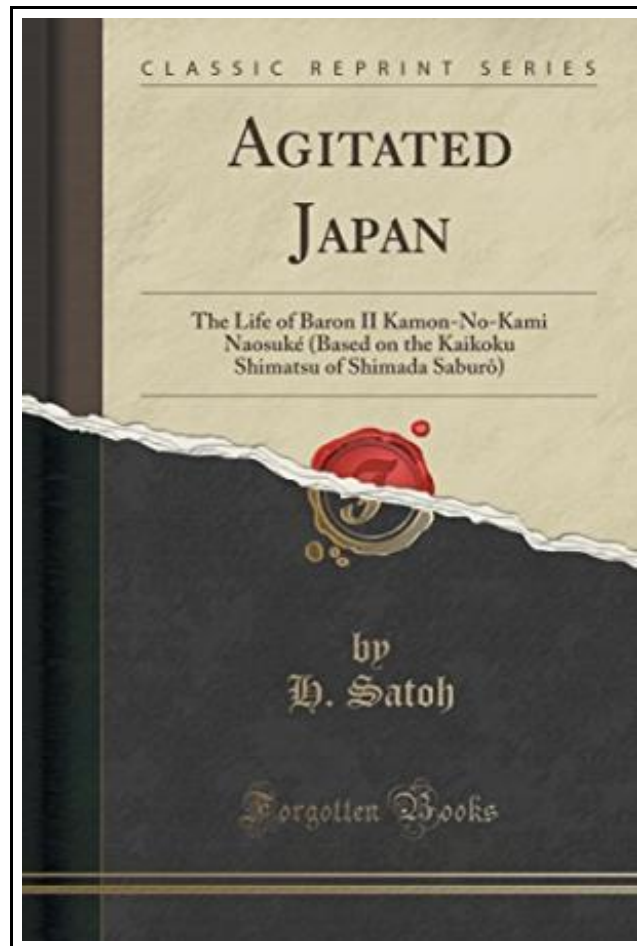 CLASSIC REPRINT SERIES
AGITATED
JAPAN
The Life of Baron II Kamon-No-Kami
Naosuké (Based on the Kaikoku
Shimatsu of Shimada Saburō)
by
H. Satoh
Forgotten Books